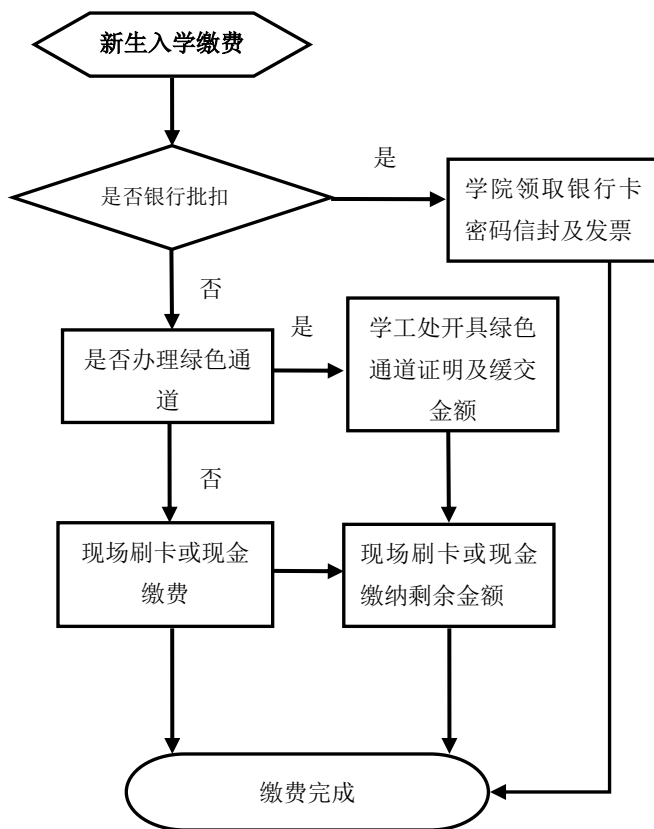 新生入学缴费
是
是否银行批扣
学院领取银行卡
密码信封及发票
否
是
是否办理绿色通
道
学工处开具绿色
通道证明及缓交
金额
否
现场刷卡或现金
缴费
现场刷卡或现金
缴纳剩余金额
缴费完成